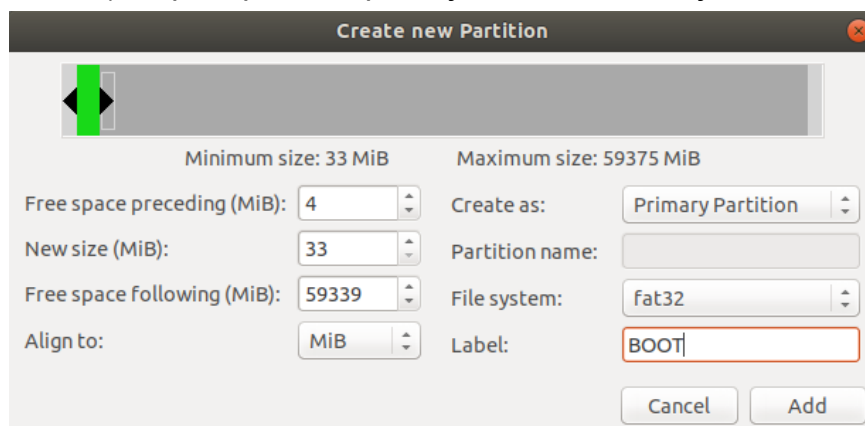 Create new Partition
Minimum size: 33 MiB Maximum size: 59375 MiB
Free space preceding (MiB): 4 Create as: Primary Partition
New size (MiB): 33 Partition name:
Free space following (MiB): 59339 File system: fat32
Align to: MiB Label: BOOT
Cancel Add